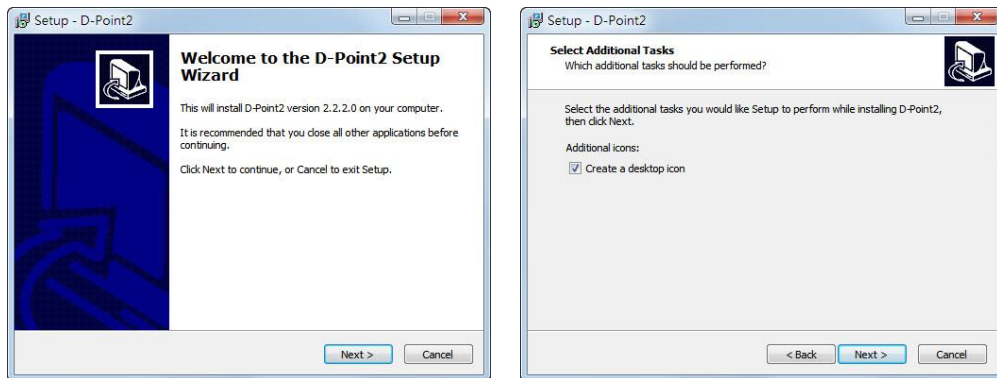 Setup - D-Point2
Welcome to the D-Point2 Setup
Wizard
This will install D-Point2 version 2.2.2.0 on your computer.
It is recommended that you close all other applications before
continuing.
Click Next to continue, or Cancel to exit Setup.
Next >
Cancel
Setup - D-Point2
Select Additional Tasks
Which additional tasks should be performed?
Select the additional tasks you would like Setup to perform while installing D-Point2,
then click Next.
Additional icons:
Create a desktop icon
< Back
Next >
Cancel